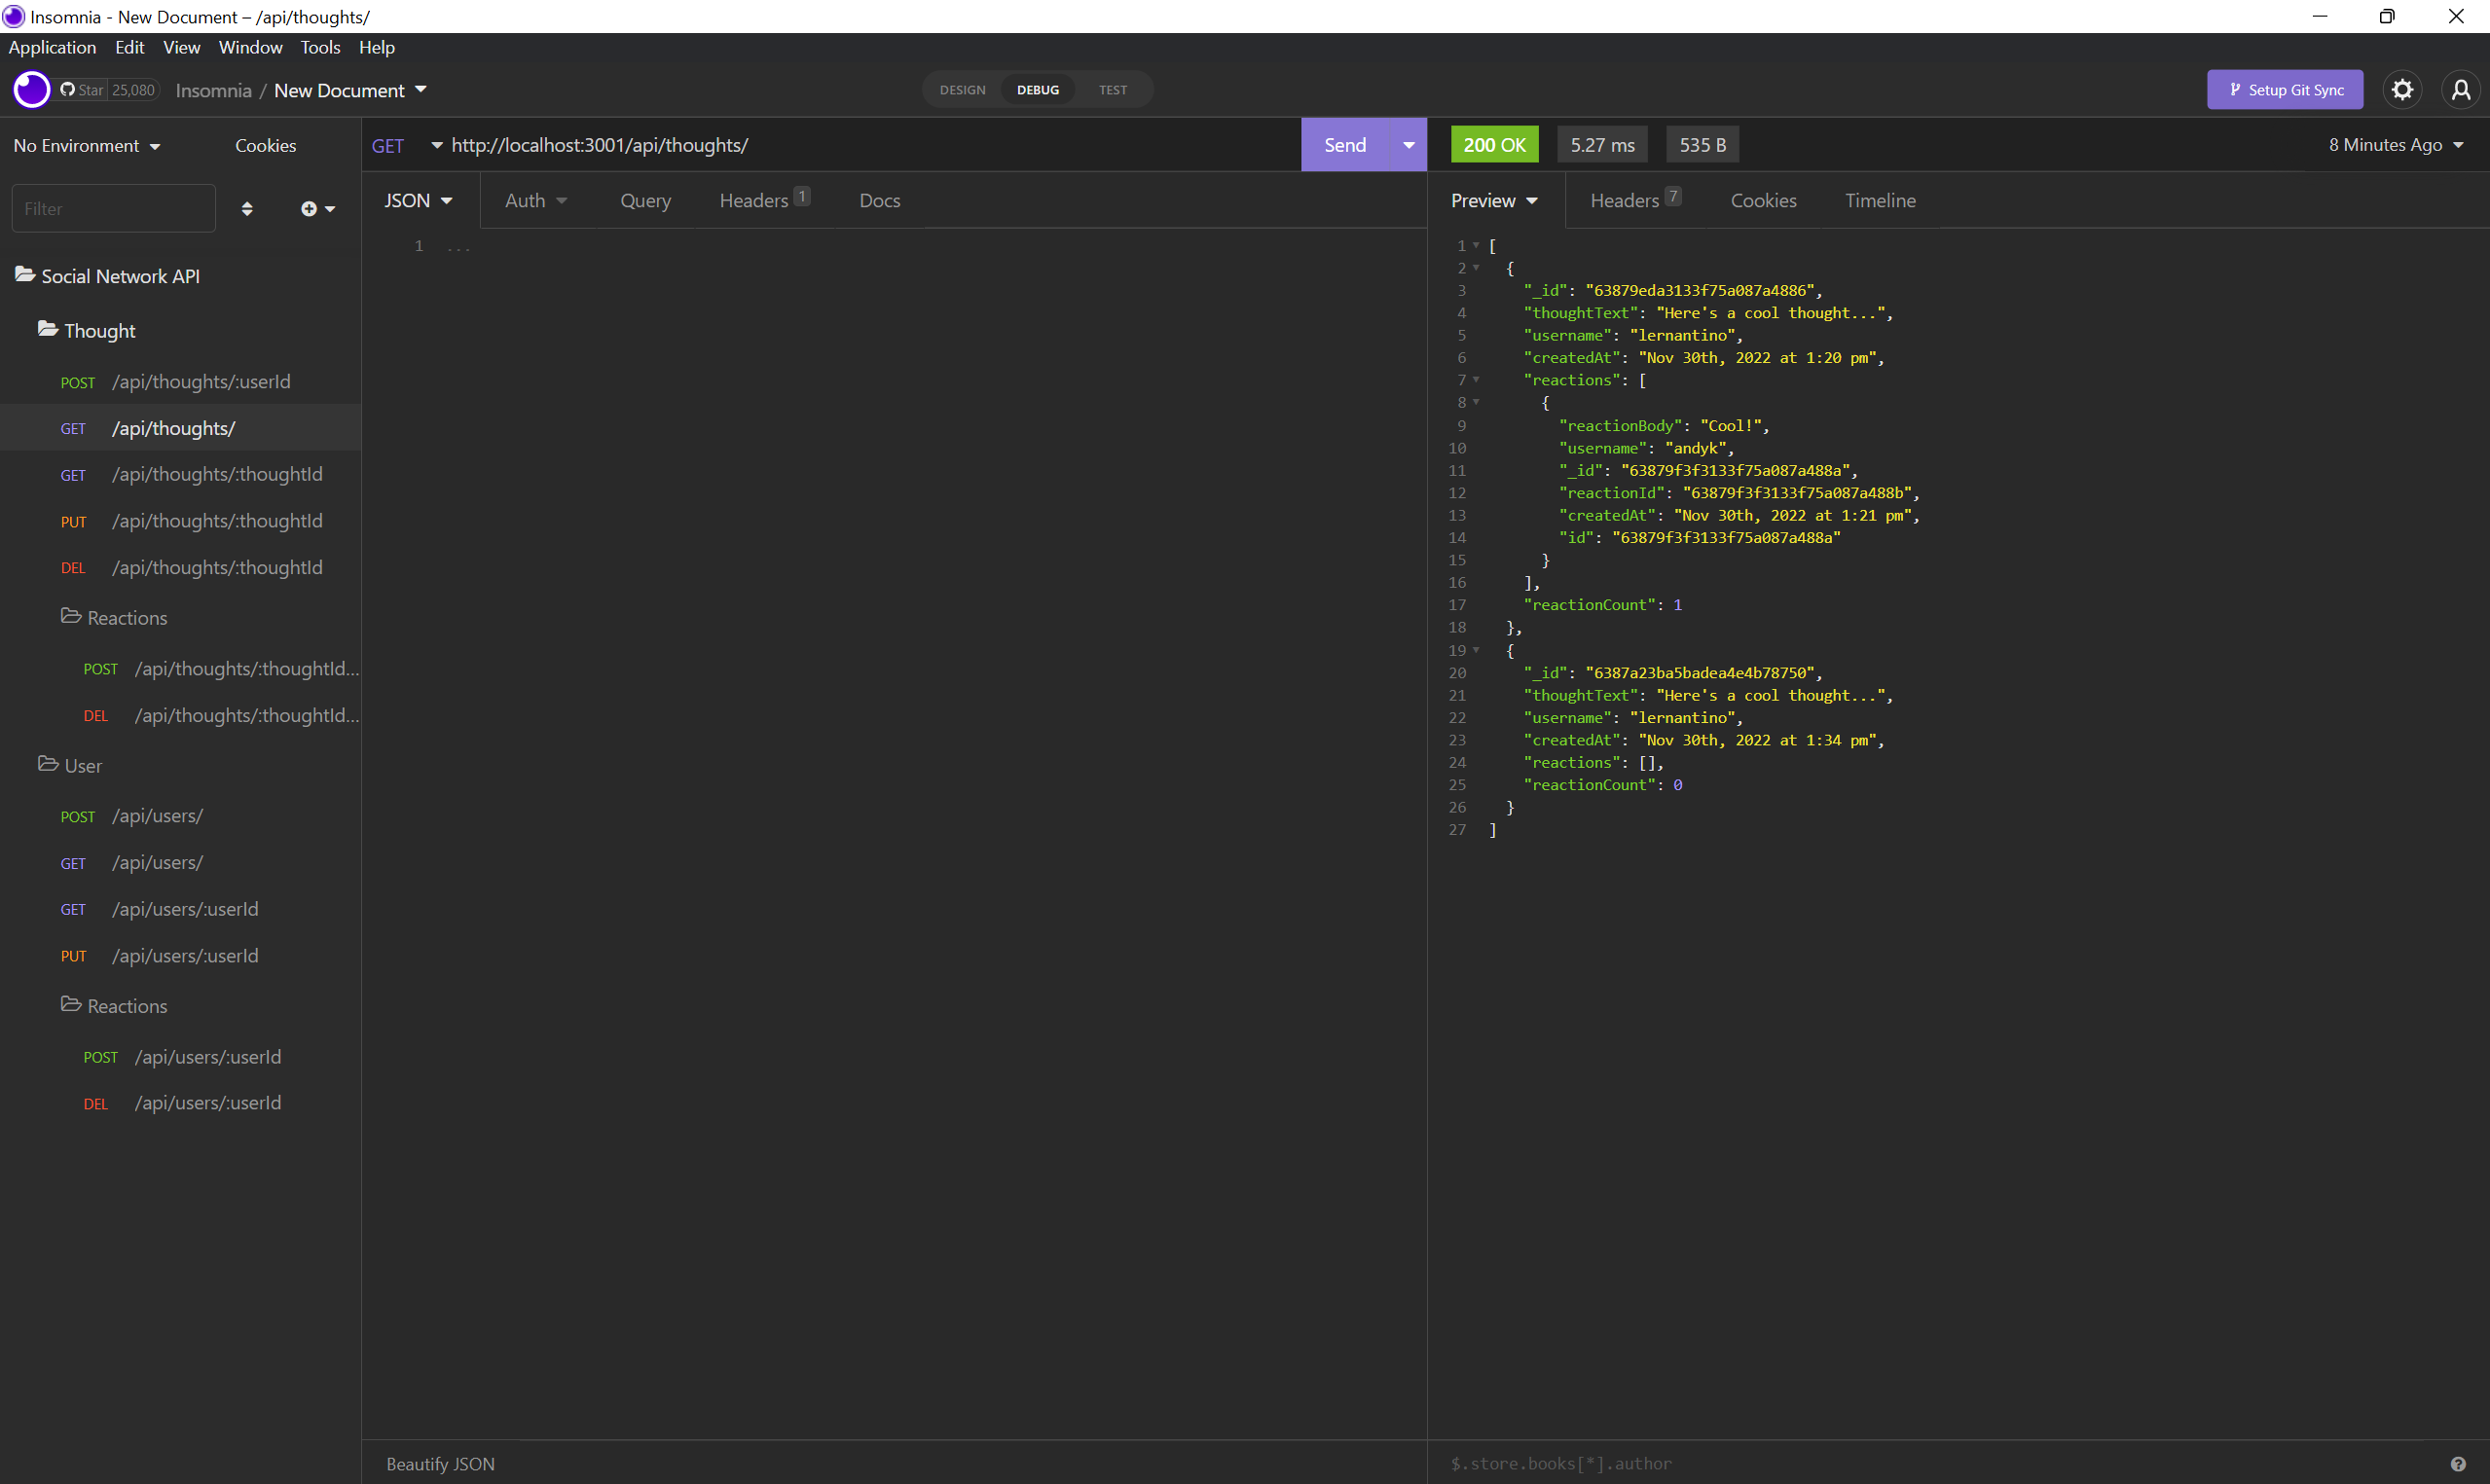 Insomnia - New Document – /api/thoughts/
Application Edit View Window Tools Help
Star 25,080 Insomnia / New Document DESIGN DEBUG TEST Setup Git Sync
No Environment Cookies
Filter
Social Network API
Thought
POST /api/thoughts/:userId
GET /api/thoughts/
GET /api/thoughts/:thoughtId
PUT /api/thoughts/:thoughtId
DEL /api/thoughts/:thoughtId
Reactions
POST /api/thoughts/:thoughtId...
DEL /api/thoughts/:thoughtId...
User
POST /api/users/
GET /api/users/
GET /api/users/:userId
PUT /api/users/:userId
Reactions
POST /api/users/:userId
DEL /api/users/:userId
GET http://localhost:3001/api/thoughts/ Send
JSON Auth Query Headers 1 Docs
1 ...
Beautify JSON
200 OK 5.27 ms 535 B 8 Minutes Ago
Preview Headers 7 Cookies Timeline
1 [
2 {
3 "_id": "63879eda3133f75a087a4886",
4 "thoughtText": "Here's a cool thought...",
5 "username": "lernantino",
6 "createdAt": "Nov 30th, 2022 at 1:20 pm",
7 "reactions": [
8 {
9 "reactionBody": "Cool!",
10 "username": "andyk",
11 "_id": "63879f3f3133f75a087a488a",
12 "reactionId": "63879f3f3133f75a087a488b",
13 "createdAt": "Nov 30th, 2022 at 1:21 pm",
14 "id": "63879f3f3133f75a087a488a"
15 }
16 ],
17 "reactionCount": 1
18 },
19 {
20 "_id": "6387a23ba5badea4e4b78750",
21 "thoughtText": "Here's a cool thought...",
22 "username": "lernantino",
23 "createdAt": "Nov 30th, 2022 at 1:34 pm",
24 "reactions": [],
25 "reactionCount": 0
26 }
27 ]
$.store.books[*].author